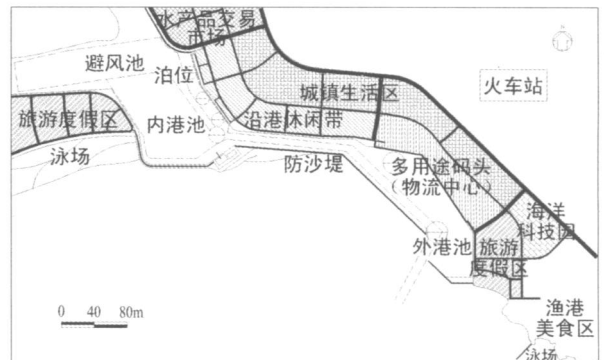 水产品交易
市场
避风池
泊位
火车站
城镇生活区
旅游度假区
内港池
沿港休闲带
泳场
防沙堤
多用途码头
（物流中心）
海洋
科技园
外港池
旅游
度假区
0 40 80m
渔港
美食区
泳场